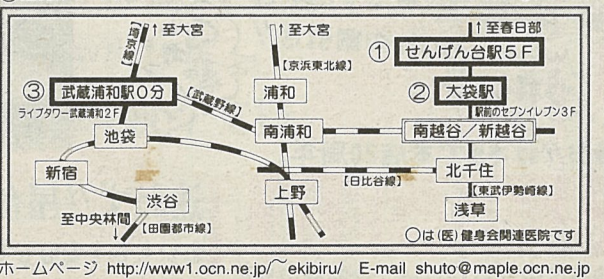 ↑至大宮
↑至大宮
↑至春日部
【埼京線】
【京浜東北線】
①せんげん台駅5F
③武蔵浦和駅0分
【武蔵野線】
浦和
②大袋駅
ライブタワー武蔵浦和2F
駅前のセブンイレブン3F
池袋
南浦和
南越谷／新越谷
新宿
北千住
渋谷
上野
【日比谷線】
【東武伊勢崎線】
至中央林間
浅草
【田園都市線】
○は(医)健身会関連医院です
ホームページ http://www1.ocn.ne.jp/~ekibiru/ E-mail shuto@maple.ocn.ne.jp